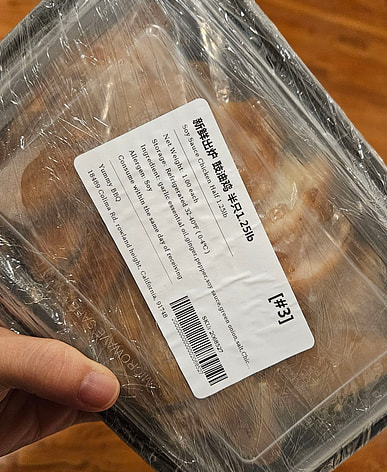 新鲜出炉 豉油鸡 半只1.25lb
Soy Sauce Chicken Half 1.25lb
[#3]
Net Weight: 1.00 each
Storage: Refrigerated 32-40°F (0-4°C)
Ingredient: garlic,essential oil,ginger,pepper,soy sauce,green onion,salt,Chic-
Allergen: Soy
Consume within the same day of receiving
Yummy BBQ
18409 Colima Rd, rowland height, California, 91748
MICROWAVE